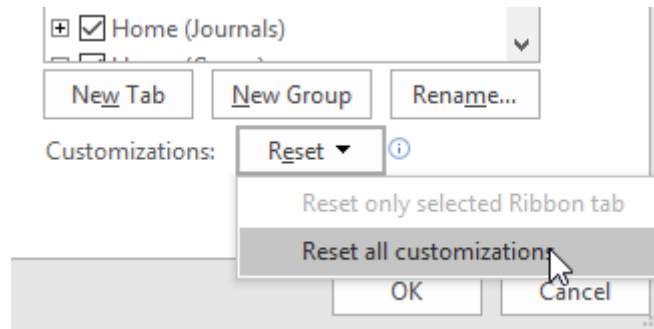 Home (Journals)
New Tab New Group Rename...
Customizations: Reset
Reset only selected Ribbon tab
Reset all customizations
OK Cancel